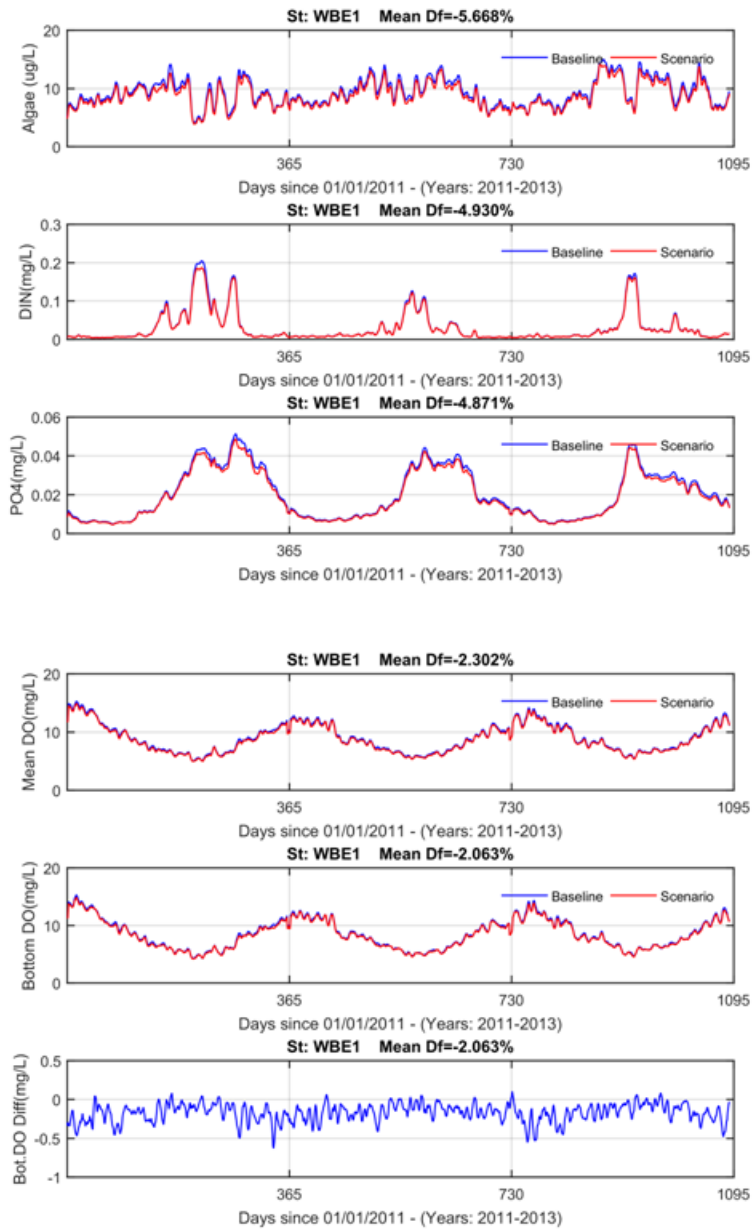 St: WBE1 Mean Df=-5.668%
20
10
0
Algae (ug/L)
Baseline Scenario
365 730 1095
Days since 01/01/2011 - (Years: 2011-2013)
St: WBE1 Mean Df=-4.930%
0.3
0.2
0.1
0
DIN(mg/L)
Baseline Scenario
365 730 1095
Days since 01/01/2011 - (Years: 2011-2013)
St: WBE1 Mean Df=-4.871%
0.06
0.04
0.02
0
PO4(mg/L)
Baseline Scenario
365 730 1095
Days since 01/01/2011 - (Years: 2011-2013)
St: WBE1 Mean Df=-2.302%
20
10
0
Mean DO(mg/L)
Baseline Scenario
365 730 1095
Days since 01/01/2011 - (Years: 2011-2013)
St: WBE1 Mean Df=-2.063%
20
10
0
Bottom DO(mg/L)
Baseline Scenario
365 730 1095
Days since 01/01/2011 - (Years: 2011-2013)
St: WBE1 Mean Df=-2.063%
0.5
0
-0.5
-1
Bot.DO Diff(mg/L)
365 730 1095
Days since 01/01/2011 - (Years: 2011-2013)